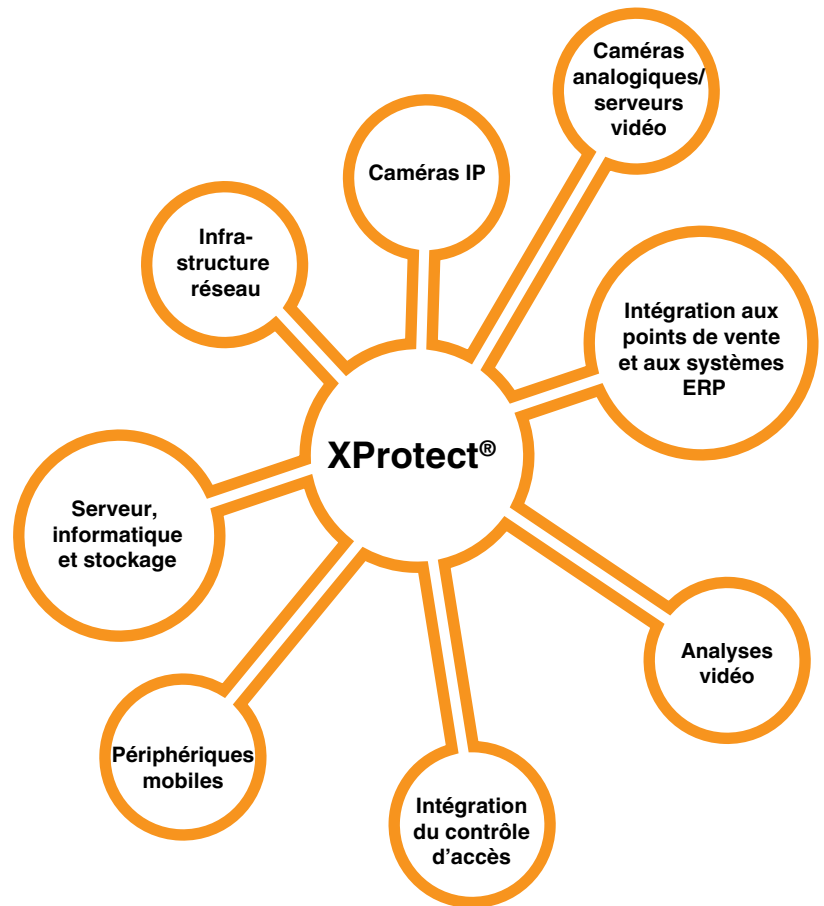 Caméras
analogiques/
serveurs
vidéo
Caméras IP
Infra-
structure
réseau
Intégration aux
points de vente
et aux systèmes
ERP
XProtect®
Serveur,
informatique
et stockage
Analyses
vidéo
Périphériques
mobiles
Intégration
du contrôle
d'accès